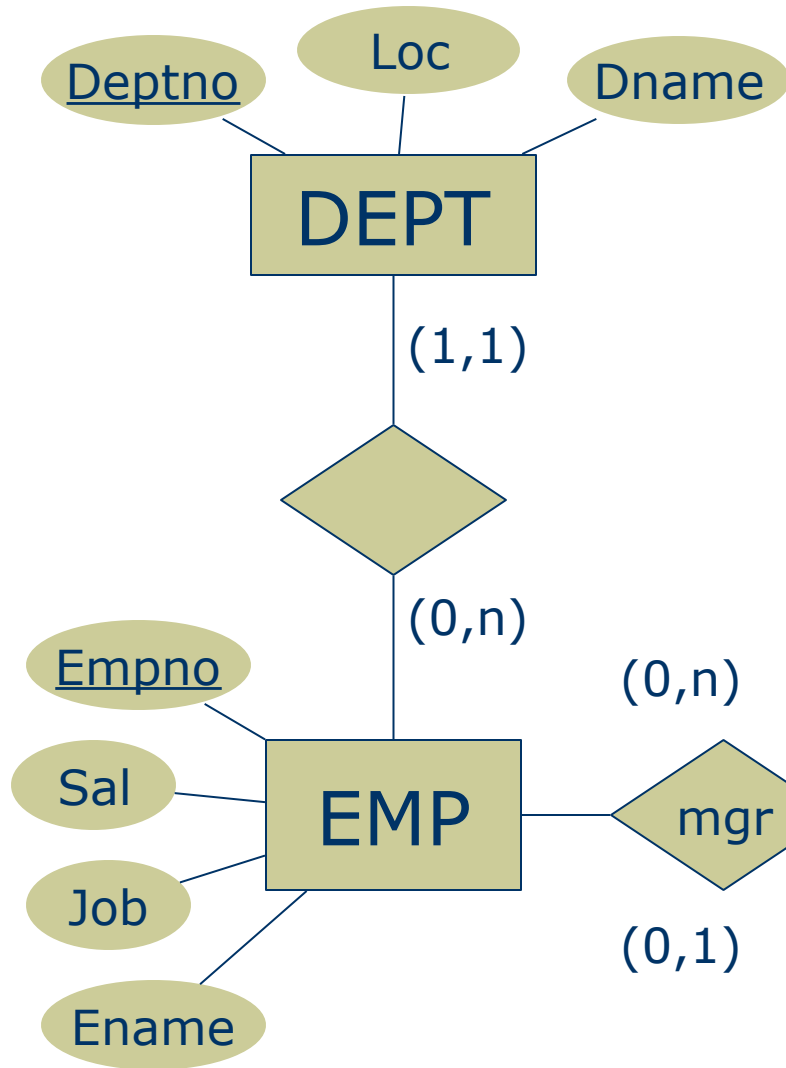 Loc
Deptno
Dname
DEPT
(1,1)
(0,n)
Empno
(0,n)
Sal
EMP
mgr
Job
(0,1)
Ename